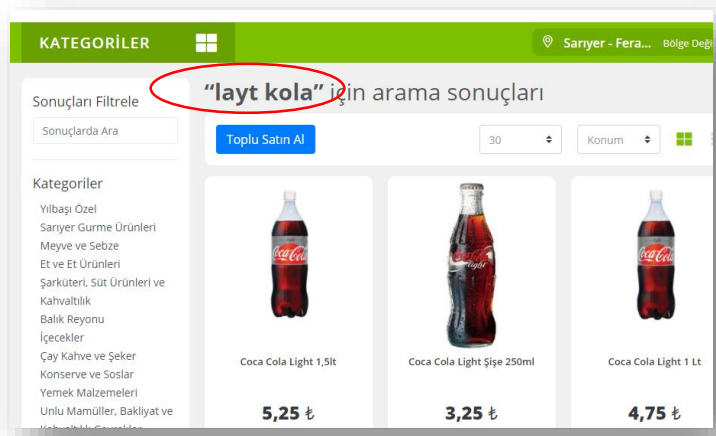 KATEGORİLER
Sarıyer - Fera... Bölge Deği
Sonuçları Filtrele
Sonuçlarda Ara
Kategoriler
Yılbaşı Özel
Sarıyer Gurme Ürünleri
Meyve ve Sebze
Et ve Et Ürünleri
Şarküteri, Süt Ürünleri ve
Kahvaltılık
Balık Reyonu
İçecekler
Çay Kahve ve Şeker
Konserve ve Soslar
Yemek Malzemeleri
Unlu Mamüller, Bakliyat ve
“layt kola” için arama sonuçları
Toplu Satın Al
30
Konum
Coca Cola
light
Coca Cola Light 1,5lt
Coca Cola Light Şişe 250ml
Coca Cola Light 1 Lt
5,25 ₺
3,25 ₺
4,75 ₺